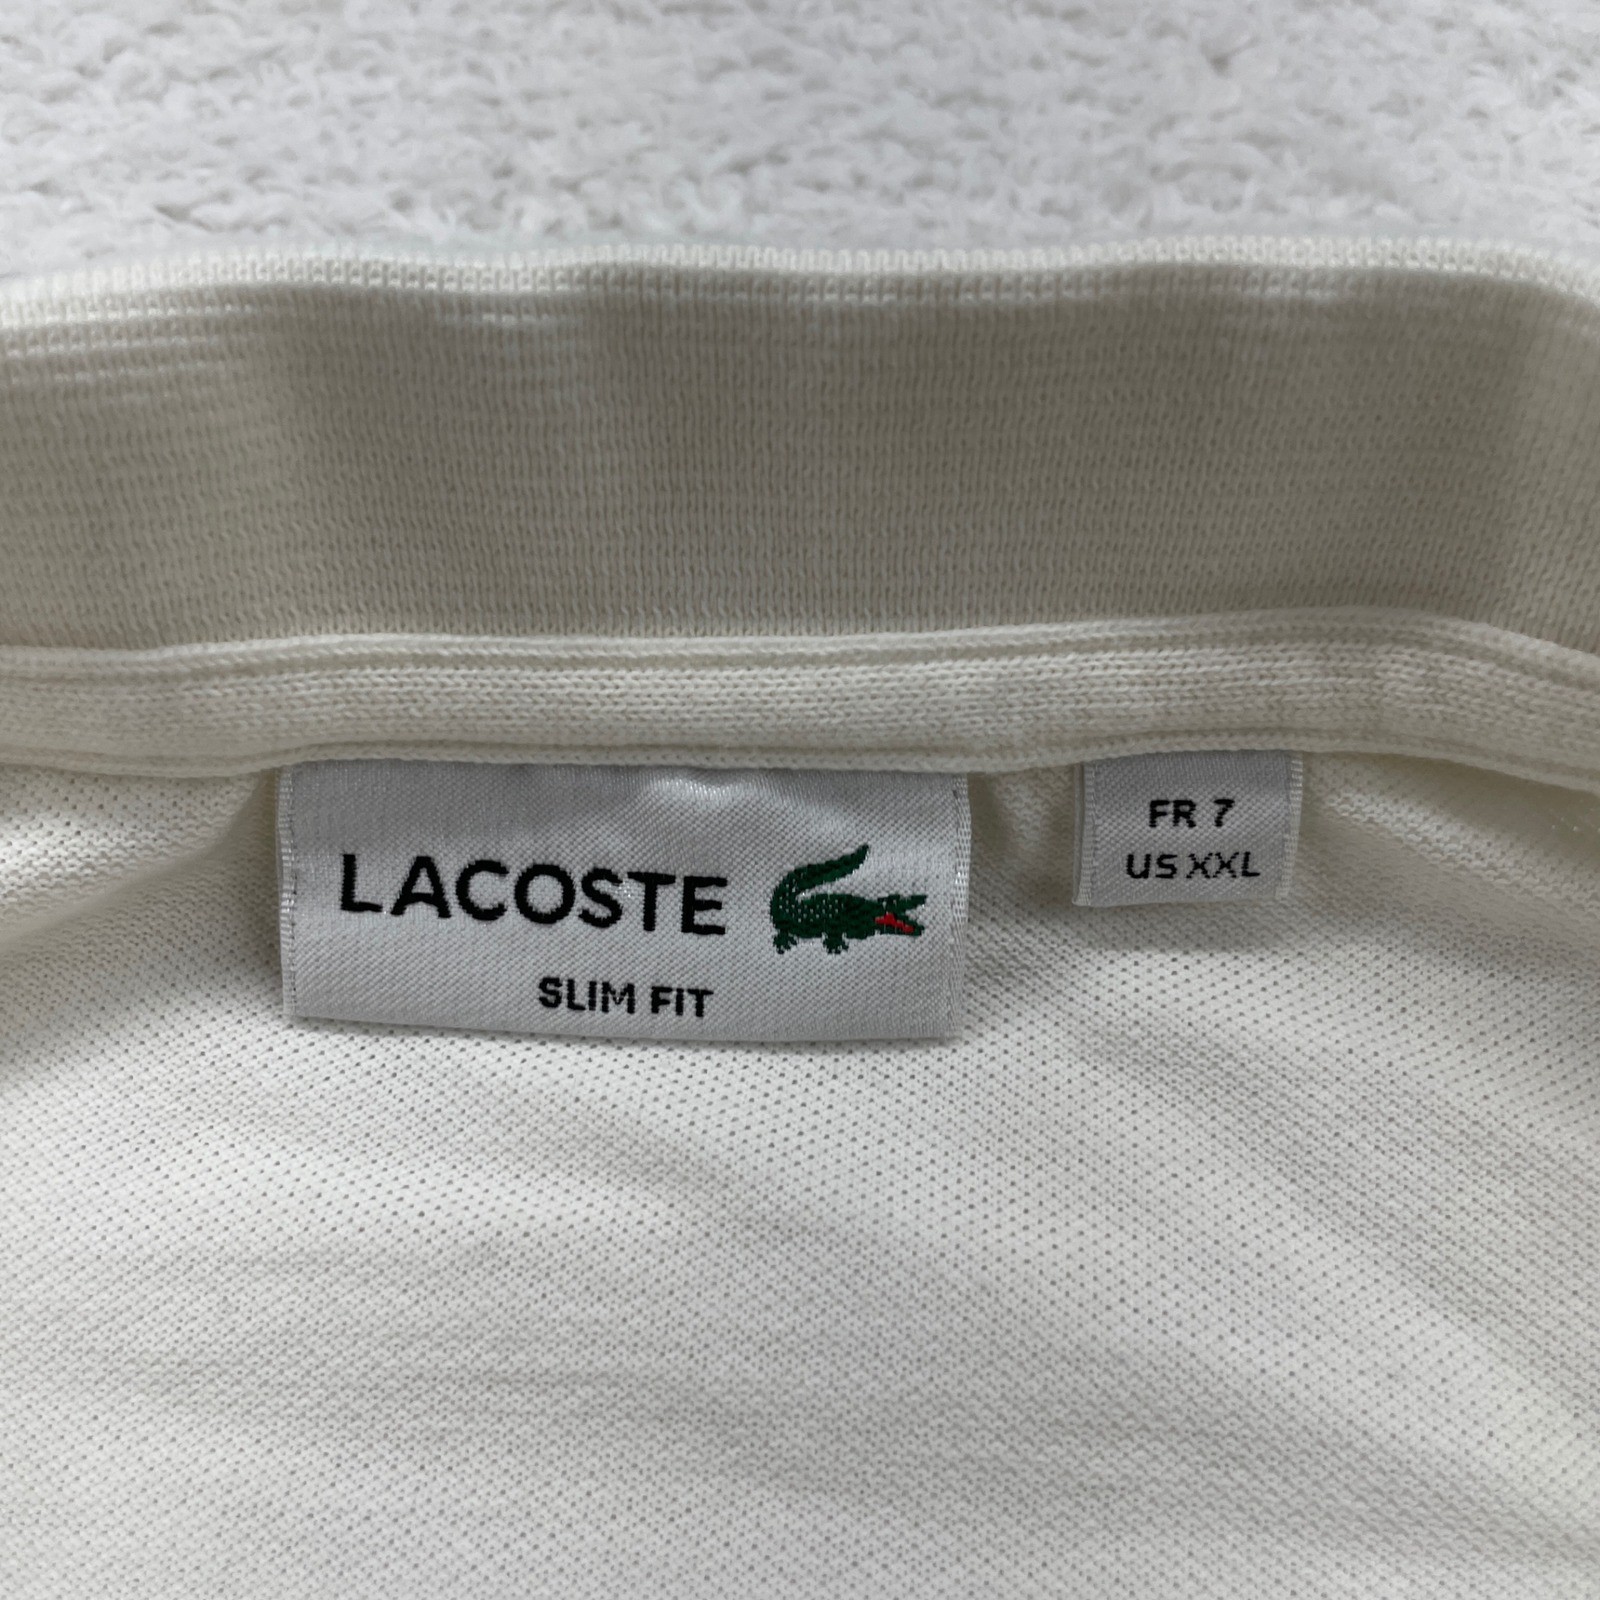 LACOSTE
SLIM FIT
FR 7
US XXL